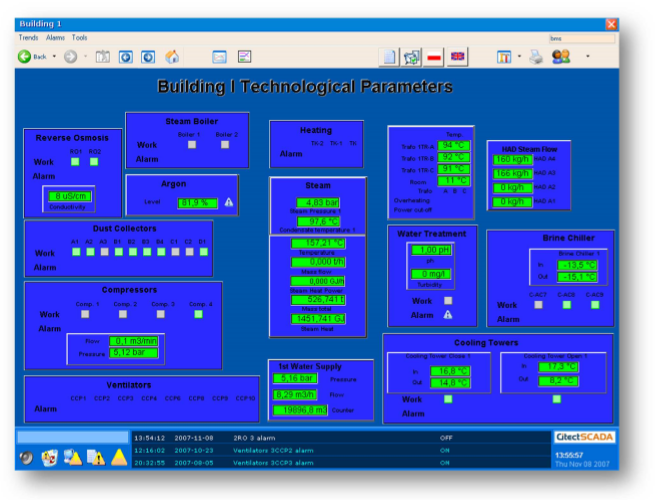 Building 1
Trends Alarms Tools
bms
Back
Building I Technological Parameters
Reverse Osmosis
RO1 RO2
Work
Alarm
8 uS/cm
Conductivity
Steam Boiler
Boiler 1 Boiler 2
Work
Alarm
Argon
Level 81,9 %
Heating
TK-2 TK-1 TK
Alarm
Temp.
Trafo 1TR-A 94 °C
Trafo 1TR-B 92 °C
Trafo 1TR-C 91 °C
Room 11 °C
Trafo A B C
Overheating
Power cut off
HAD Steam Flow
160 kg/h HAD A4
166 kg/h HAD A3
0 kg/h HAD A2
0 kg/h HAD A1
Steam
4,83 bar
Steam Pressure 1
97,6 °C
Condensate temperature 1
157,21 °C
Temperature
0,000 t/h
Mass flow
0,000 GJ/h
Steam Heat Power
526,741 t
Mass total
1451,741 GJ
Steam Heat
Dust Collectors
A1 A2 A3 B1 B2 B3 B4 C1 C2 D1
Work
Alarm
Water Treatment
1,00 pH
ph
0 mg/l
Turbidity
Work
Alarm
Brine Chiller
Brine Chiller 1
In -13,5 °C
Out -15,1 °C
C-AC7 C-AC8 C-AC9
Work
Alarm
Compressors
Comp. 1 Comp. 2 Comp. 3 Comp. 4
Work
Alarm
Flow 0,1 m3/min
Pressure 5,12 bar
Cooling Towers
Cooling Tower Close 1
In 16,8 °C
Out 14,8 °C
Cooling Tower Open 1
In 17,3 °C
Out 8,2 °C
Work
Alarm
1st Water Supply
5,16 bar Pressure
8,29 m3/h Flow
19896,8 m3 Counter
Ventilators
CCP1 CCP2 CCP3 CCP4 CCP5 CCP6 CCP8 CCP9 CCP10
Alarm
13:54:12 2007-11-08 2RO 3 alarm OFF
12:16:02 2007-10-23 Ventilators 3CCP2 alarm ON
20:32:55 2007-08-05 Ventilators 3CCP3 alarm ON
CitectSCADA
13:55:57
Thu Nov 08 2007